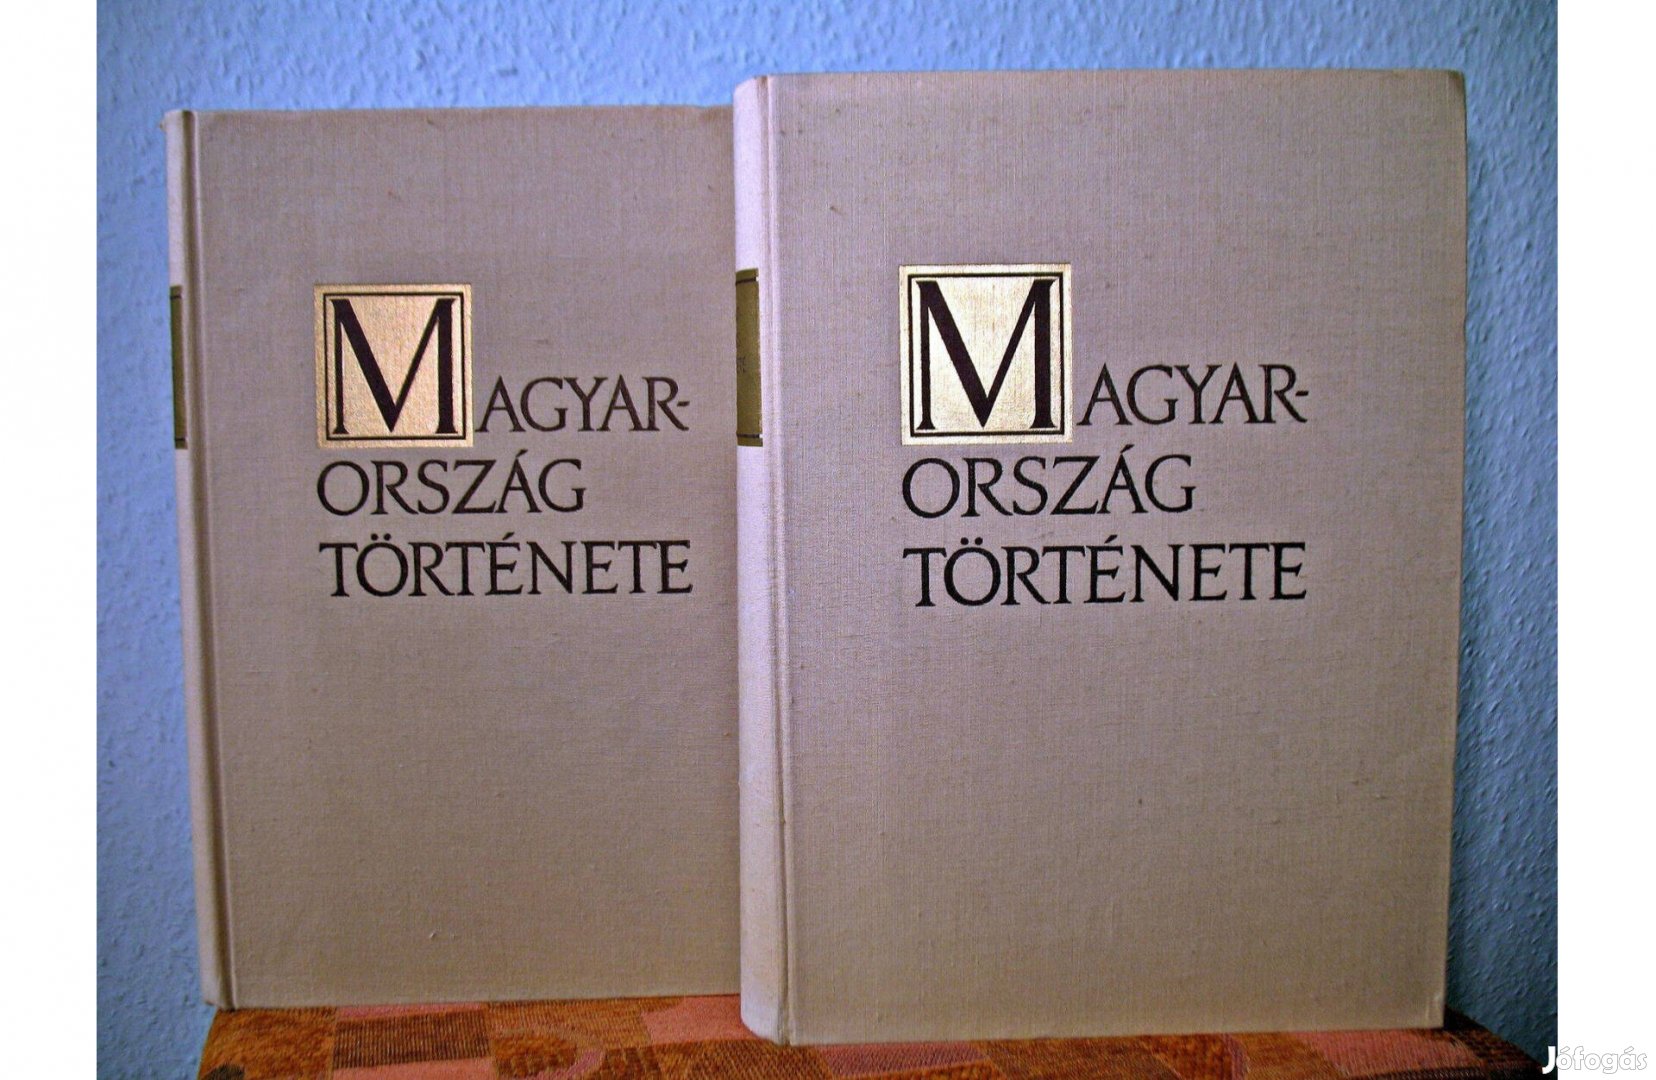 MAGYAR-
ORSZÁG
TÖRTÉNETE
MAGYAR-
ORSZÁG
TÖRTÉNETE
Jófogás